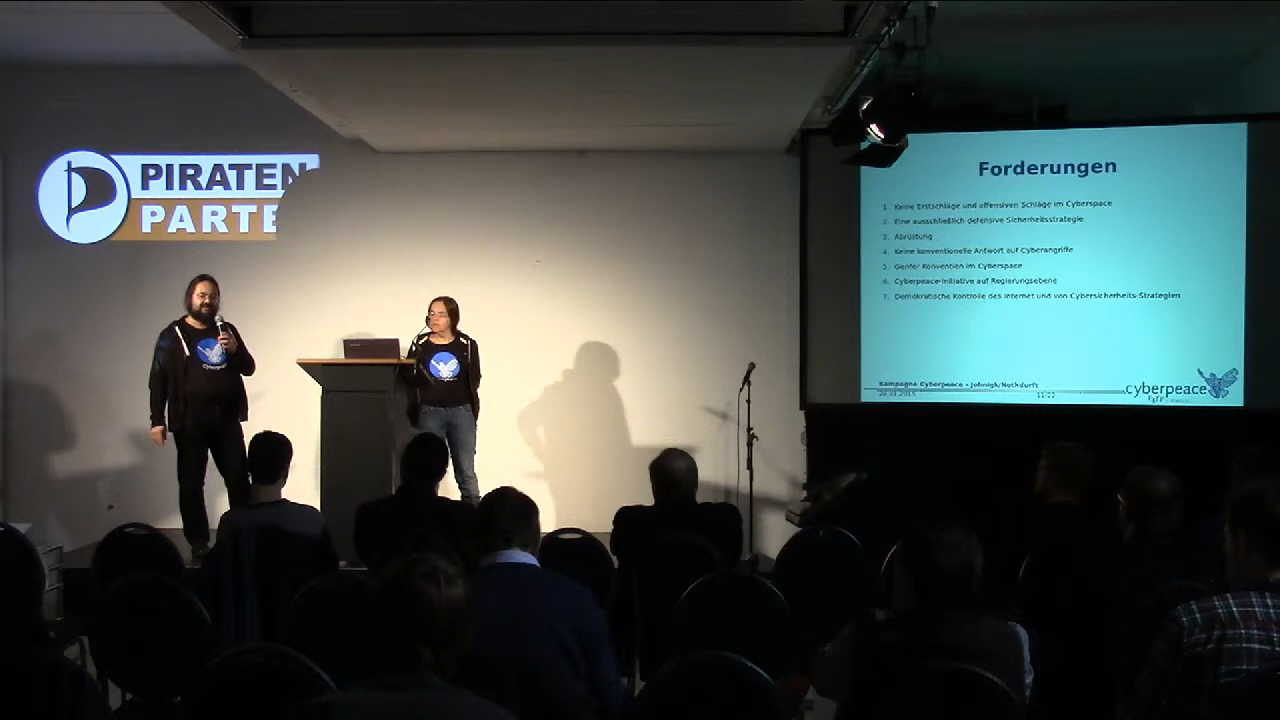 PIRATEN
PARTE
Forderungen
1. Keine Erstschläge und offensiven Schläge im Cyberspace
2. Eine ausschließlich defensive Sicherheitsstrategie
3. Abrüstung
4. Keine konventionelle Antwort auf Cyberangriffe
5. Genfer Konvention im Cyberspace
6. Cyberpeace-Initiative auf Regierungsebene
7. Demokratische Kontrolle des Internet und von Cybersicherheits-Strategien
Kampagne Cyberpeace - Johnigk/Nothdurft
cyberpeace